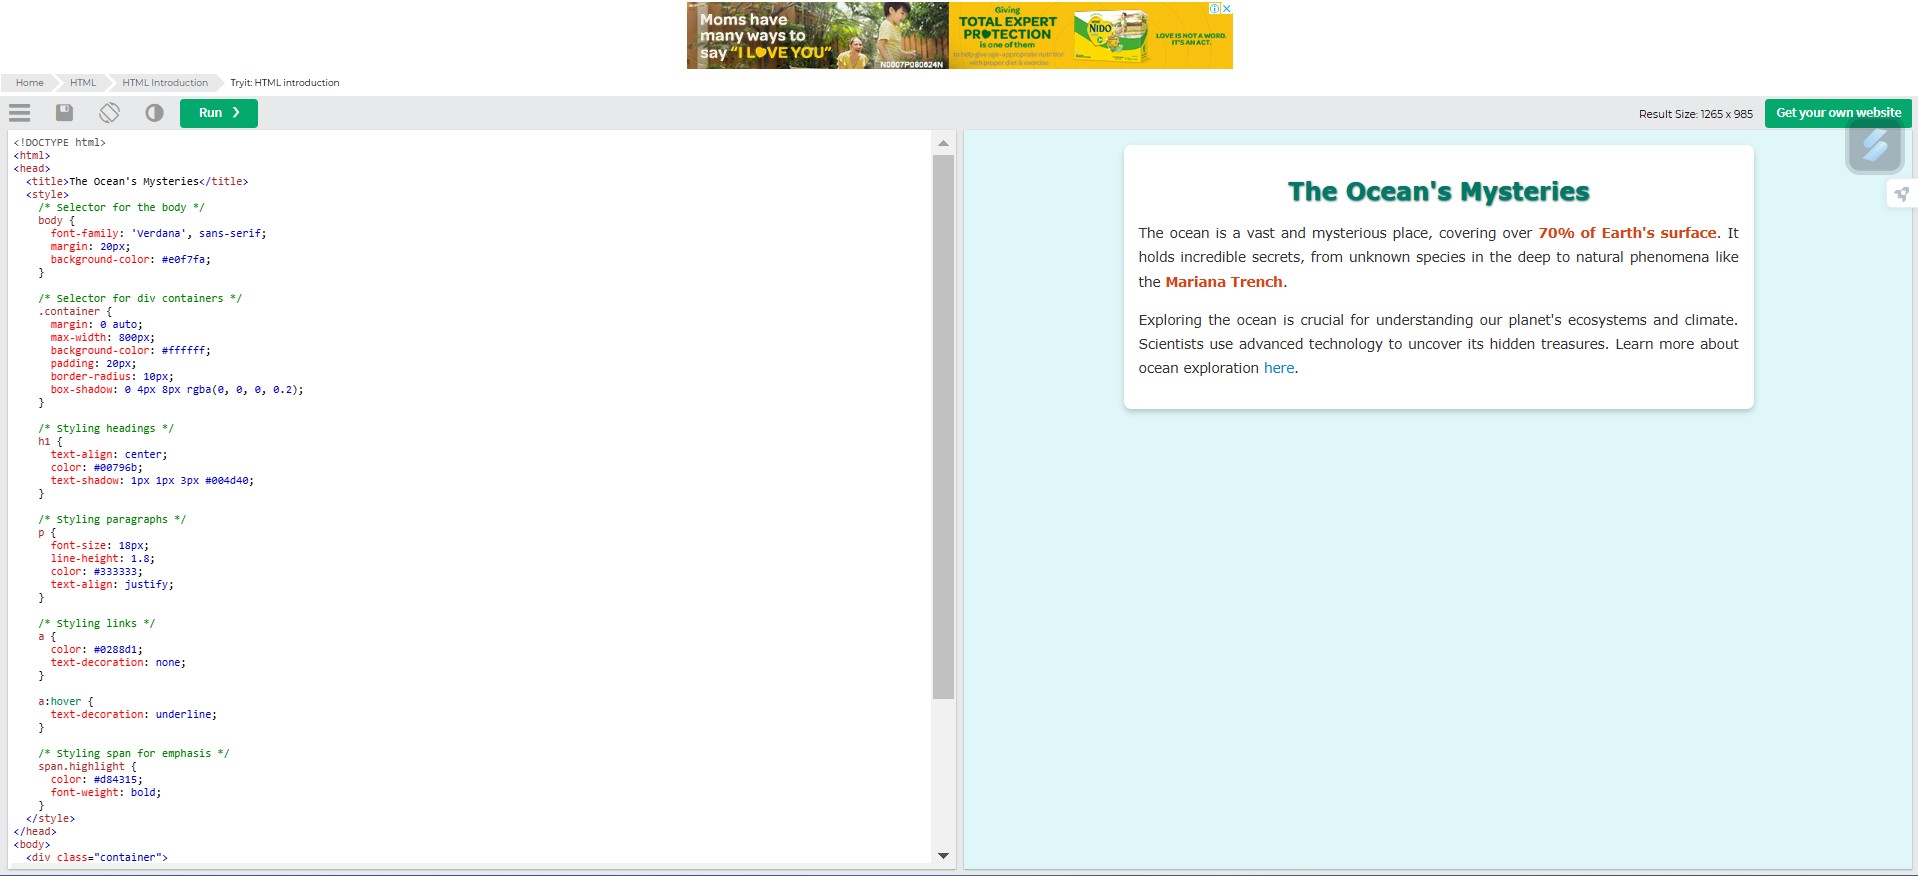 Moms have
many ways to
say “I LOVE YOU”
N0007P080624N
Giving
TOTAL EXPERT
PROTECTION
is one of them
to help give age-appropriate nutrition
with proper diet & exercise
NIDO
LOVE IS NOT A WORD.
IT'S AN ACT.
Home HTML HTML Introduction Tryit: HTML introduction
Run ❯
Result Size: 1265 x 985
Get your own website
<!DOCTYPE html>
<html>
<head>
  <title>The Ocean's Mysteries</title>
  <style>
    /* Selector for the body */
    body {
      font-family: 'Verdana', sans-serif;
      margin: 20px;
      background-color: #e0f7fa;
    }
    /* Selector for div containers */
    .container {
      margin: 0 auto;
      max-width: 800px;
      background-color: #ffffff;
      padding: 20px;
      border-radius: 10px;
      box-shadow: 0 4px 8px rgba(0, 0, 0, 0.2);
    }
    /* Styling headings */
    h1 {
      text-align: center;
      color: #00796b;
      text-shadow: 1px 1px 3px #004d40;
    }
    /* Styling paragraphs */
    p {
      font-size: 18px;
      line-height: 1.8;
      color: #333333;
      text-align: justify;
    }
    /* Styling links */
    a {
      color: #0288d1;
      text-decoration: none;
    }
    a:hover {
      text-decoration: underline;
    }
    /* Styling span for emphasis */
    span.highlight {
      color: #d84315;
      font-weight: bold;
    }
  </style>
</head>
<body>
  <div class="container">
The Ocean's Mysteries
The ocean is a vast and mysterious place, covering over 70% of Earth's surface. It
holds incredible secrets, from unknown species in the deep to natural phenomena like
the Mariana Trench.
Exploring the ocean is crucial for understanding our planet's ecosystems and climate.
Scientists use advanced technology to uncover its hidden treasures. Learn more about
ocean exploration here.